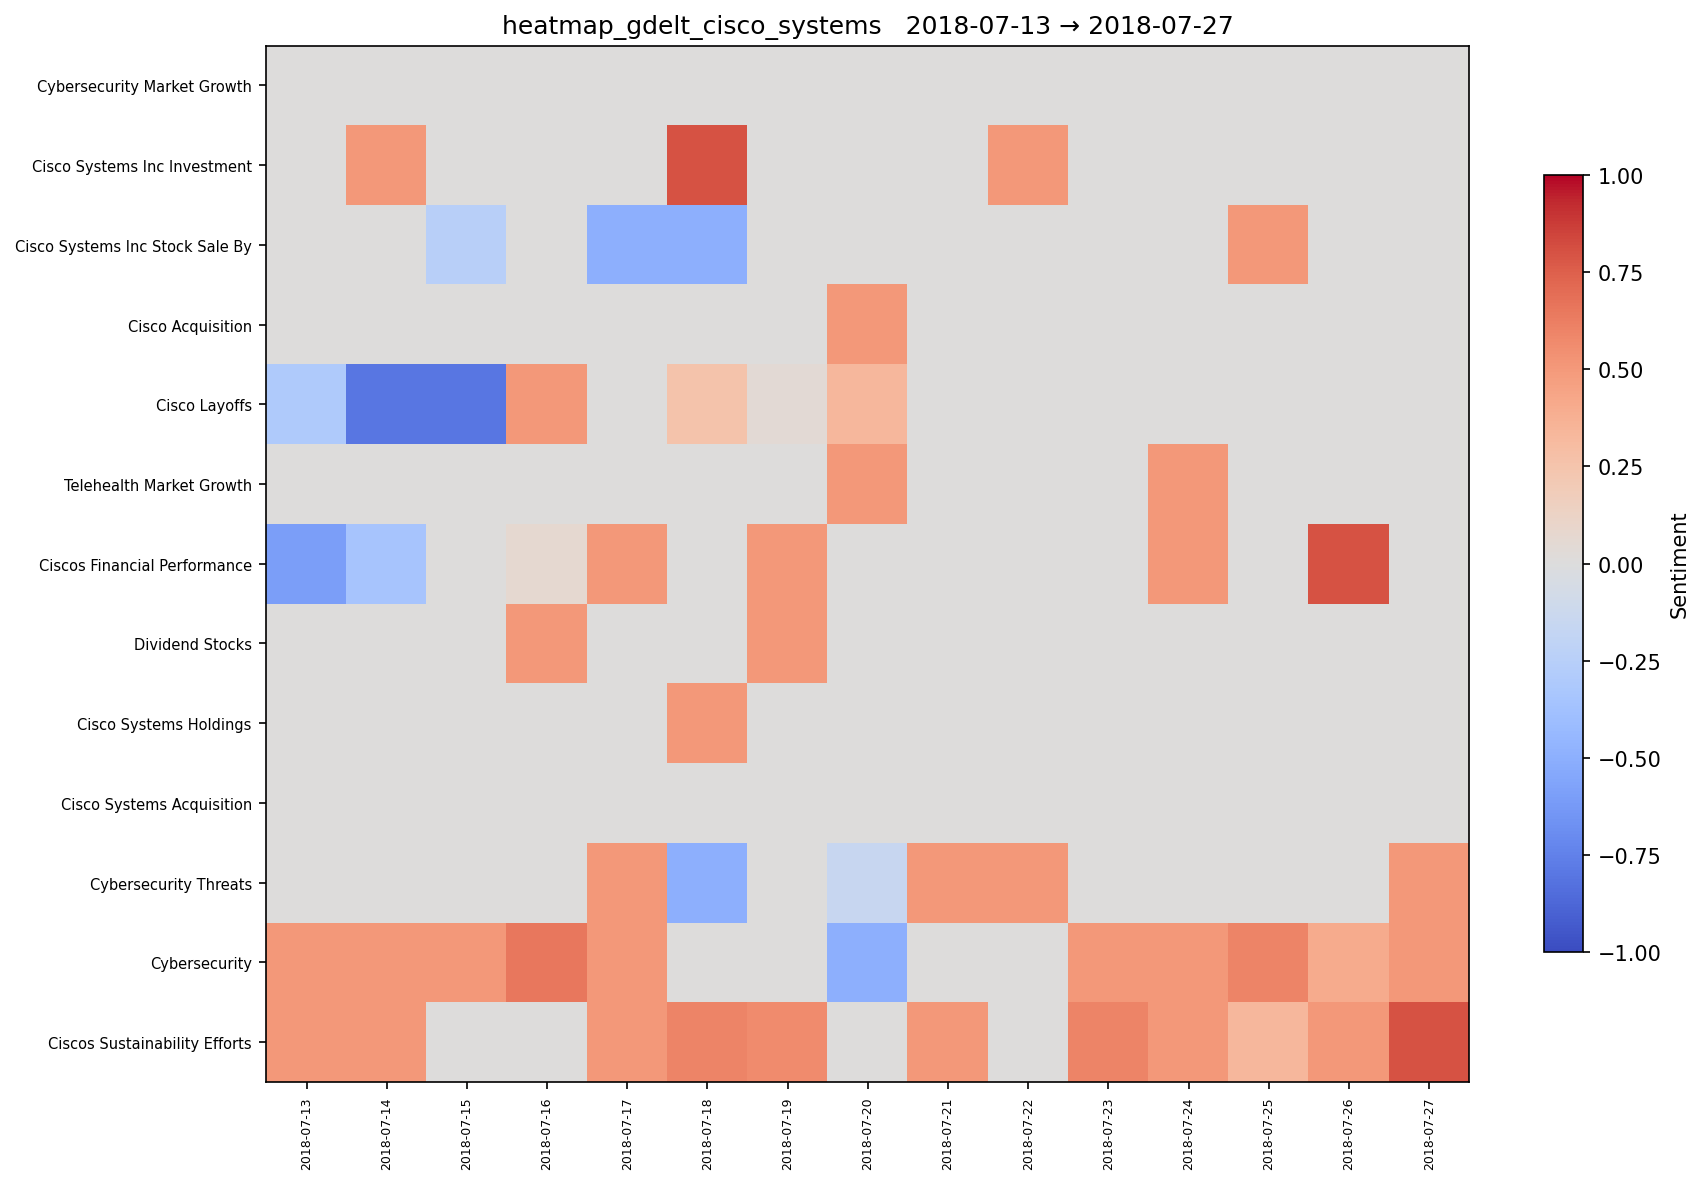 heatmap_gdelt_cisco_systems   2018-07-13 → 2018-07-27
Cybersecurity Market Growth
Cisco Systems Inc Investment
Cisco Systems Inc Stock Sale By
Cisco Acquisition
Cisco Layoffs
Telehealth Market Growth
Ciscos Financial Performance
Dividend Stocks
Cisco Systems Holdings
Cisco Systems Acquisition
Cybersecurity Threats
Cybersecurity
Ciscos Sustainability Efforts
2018-07-13
2018-07-14
2018-07-15
2018-07-16
2018-07-17
2018-07-18
2018-07-19
2018-07-20
2018-07-21
2018-07-22
2018-07-23
2018-07-24
2018-07-25
2018-07-26
2018-07-27
1.00
0.75
0.50
0.25
0.00
−0.25
−0.50
−0.75
−1.00
Sentiment